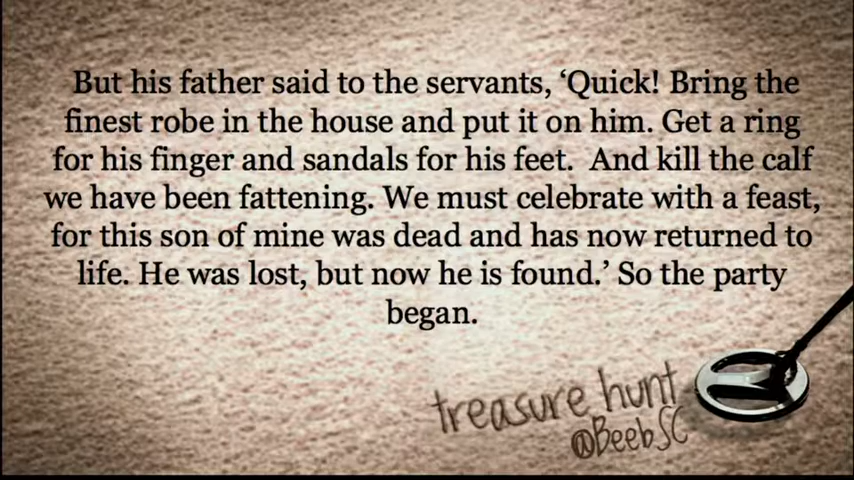 But his father said to the servants, ‘Quick! Bring the
finest robe in the house and put it on him. Get a ring
for his finger and sandals for his feet.  And kill the calf
we have been fattening. We must celebrate with a feast,
for this son of mine was dead and has now returned to
life. He was lost, but now he is found.’ So the party
began.
treasure hunt
@BeebSC